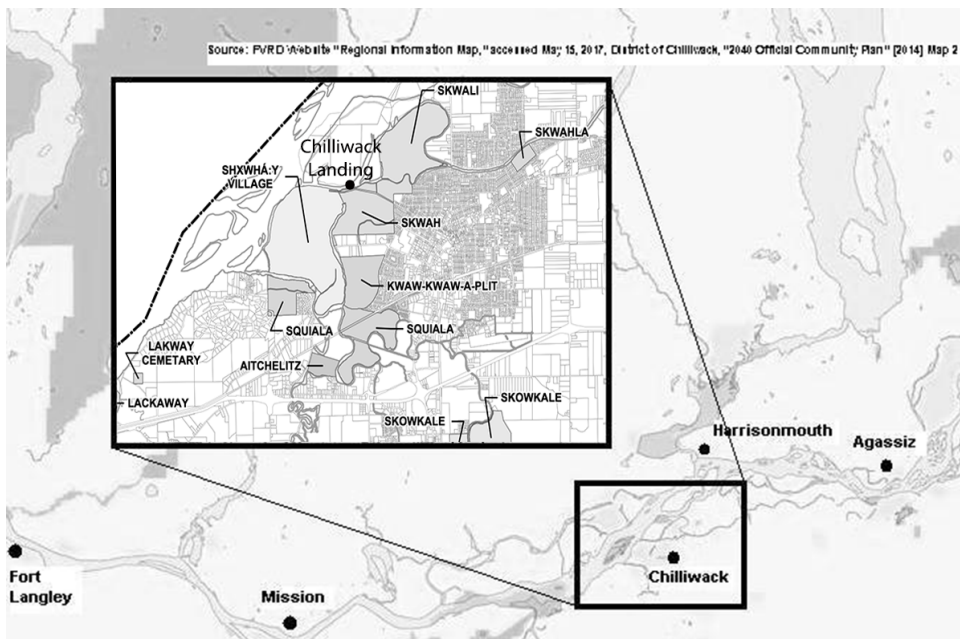 Source: FVRD Website "Regional Information Map," accessed May 15, 2017, District of Chilliwack, "2040 Official Community Plan" [2014] Map 2
SKWALI
SKWAHLA
Chilliwack
Landing
SHXWHÁ:Y
VILLAGE
SKWAH
KWAW-KWAW-A-PLIT
SQUIALA
SQUIALA
LAKWAY
CEMETARY
AITCHELITZ
LACKAWAY
SKOWKALE
SKOWKALE
Harrisonmouth
Agassiz
Chilliwack
Fort
Langley
Mission